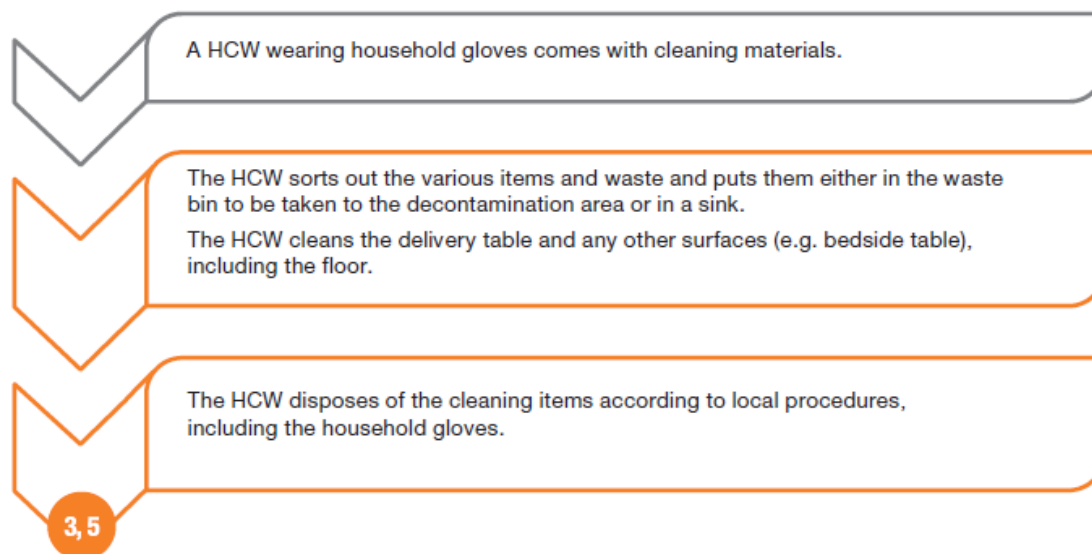 A HCW wearing household gloves comes with cleaning materials.
The HCW sorts out the various items and waste and puts them either in the waste
bin to be taken to the decontamination area or in a sink.
The HCW cleans the delivery table and any other surfaces (e.g. bedside table),
including the floor.
The HCW disposes of the cleaning items according to local procedures,
including the household gloves.
3, 5